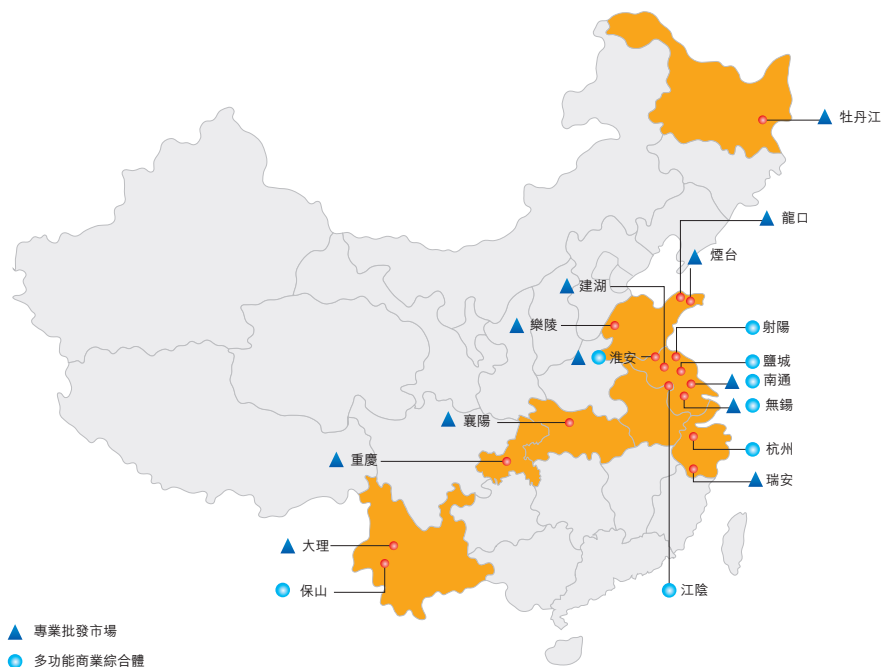 牡丹江
龍口
煙台
建湖
樂陵
射陽
淮安
鹽城
南通
無錫
襄陽
杭州
重慶
瑞安
大理
保山
江陰
專業批發市場
多功能商業綜合體